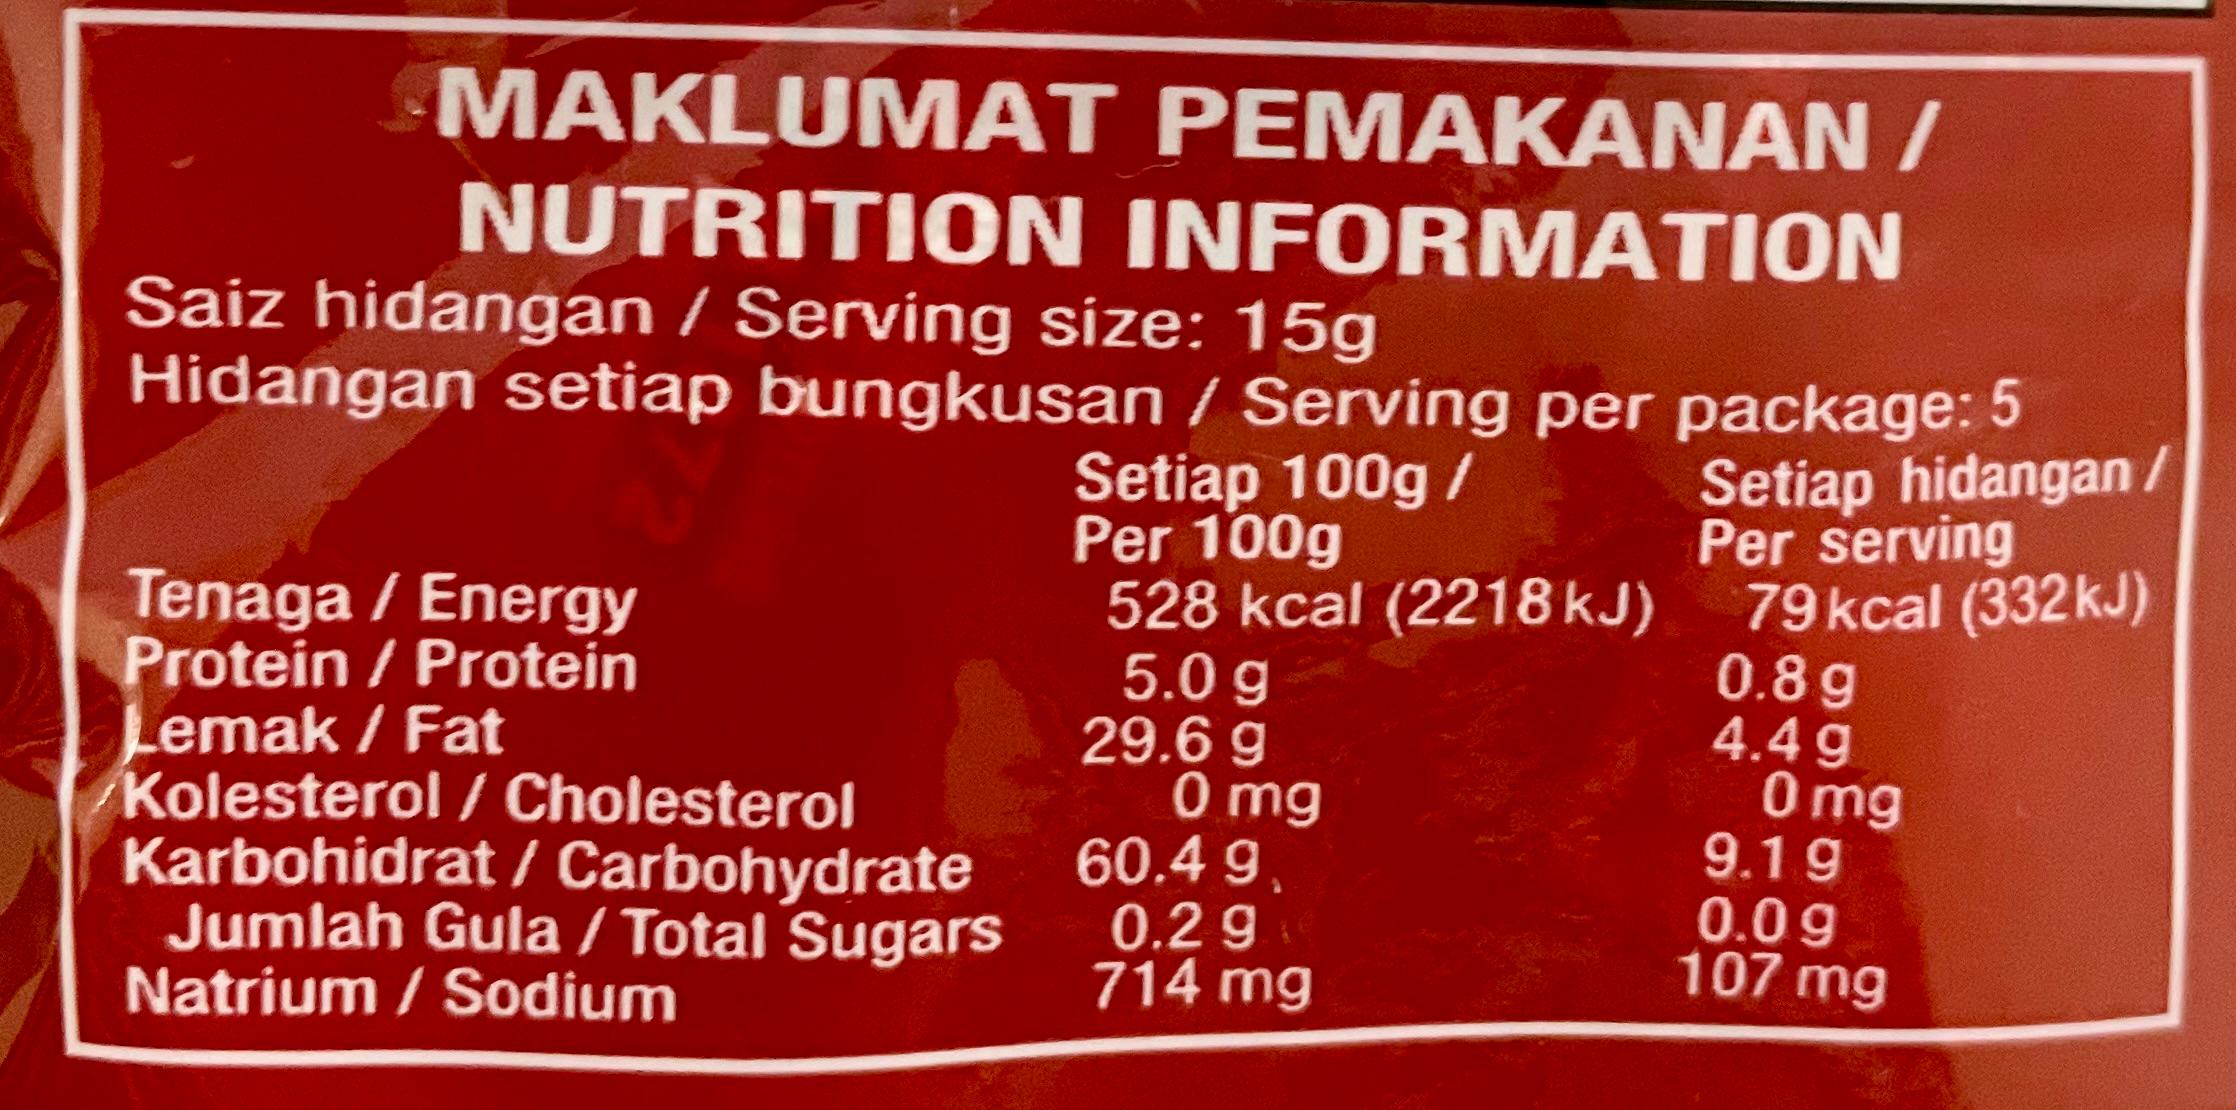 MAKLUMAT PEMAKANAN /
NUTRITION INFORMATION
Saiz hidangan / Serving size: 15g
Hidangan setiap bungkusan / Serving per package: 5
Setiap 100g / Setiap hidangan /
Per 100g Per serving
Tenaga / Energy 528 kcal (2218 kJ) 79 kcal (332 kJ)
Protein / Protein 5.0 g 0.8 g
Lemak / Fat 29.6 g 4.4 g
Kolesterol / Cholesterol 0 mg 0 mg
Karbohidrat / Carbohydrate 60.4 g 9.1 g
Jumlah Gula / Total Sugars 0.2 g 0.0 g
Natrium / Sodium 714 mg 107 mg